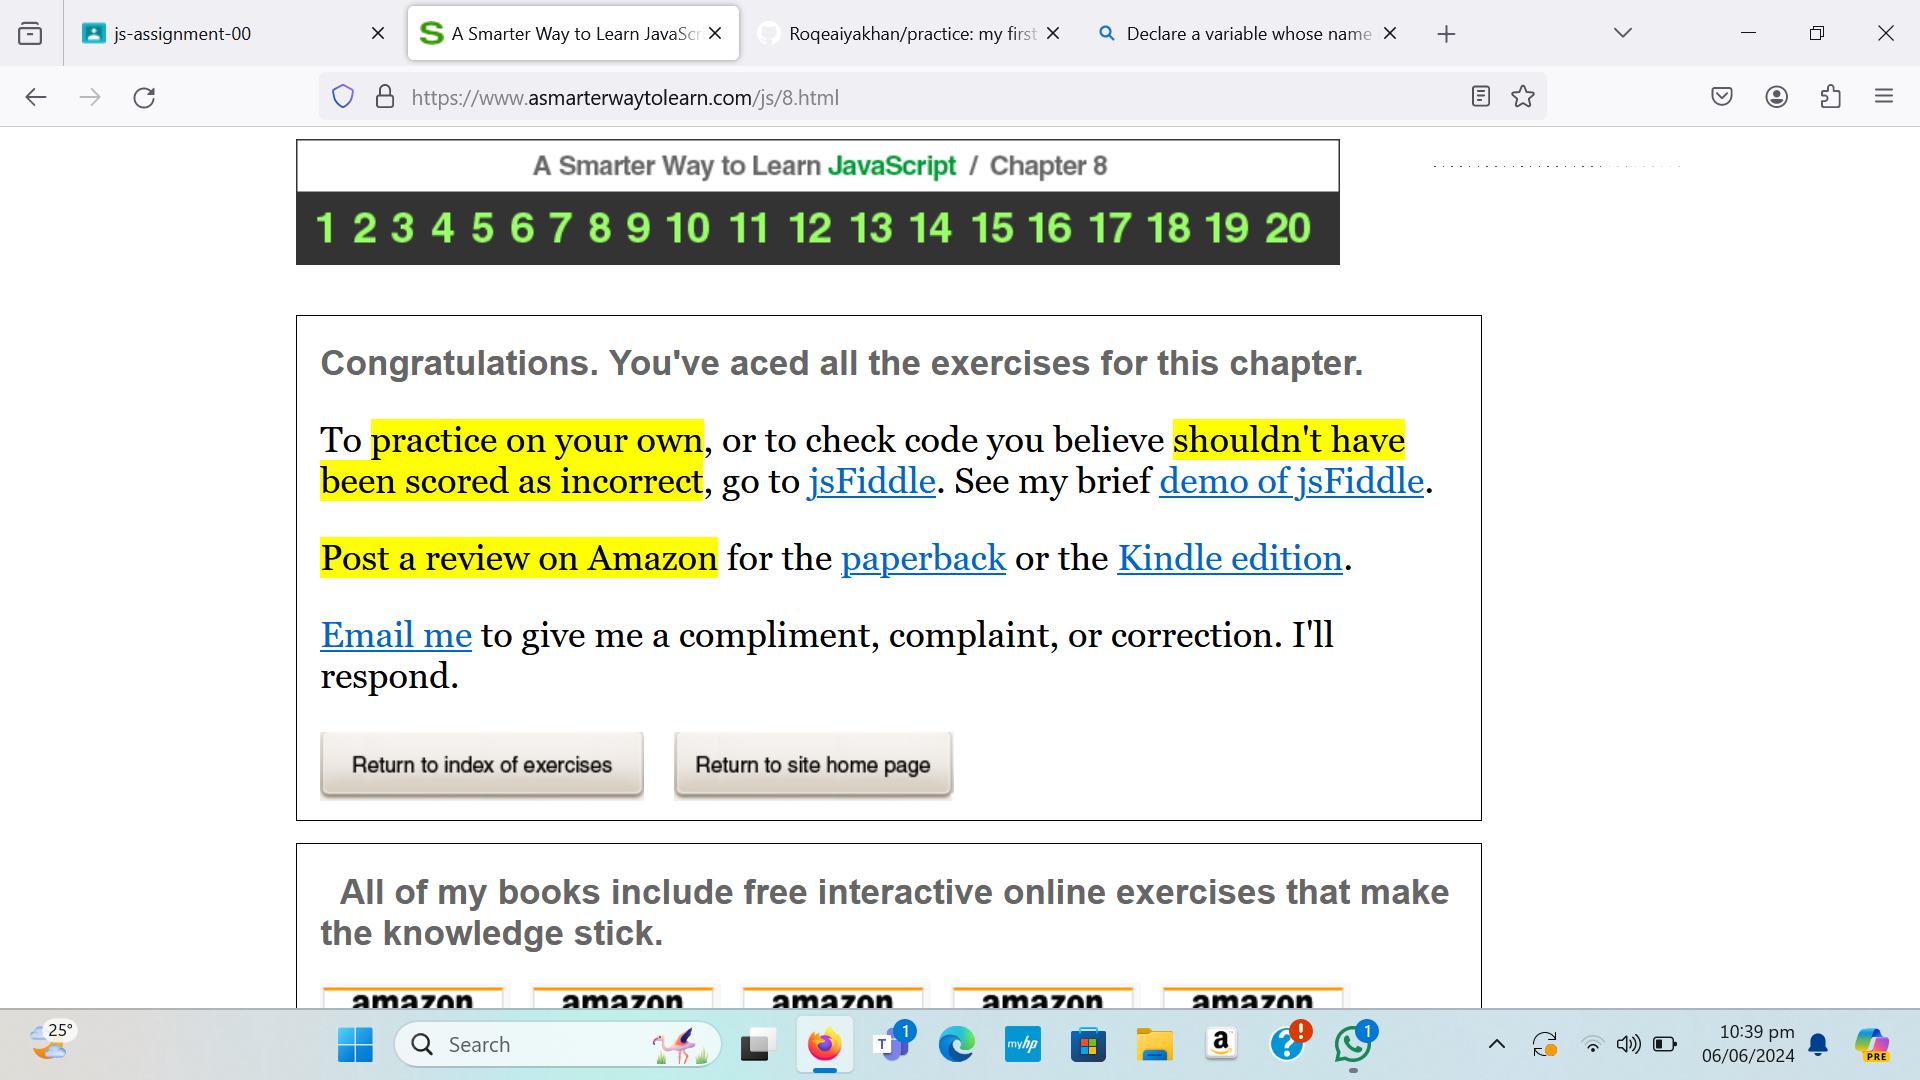 js-assignment-00
A Smarter Way to Learn JavaScr
Roqeaiyakhan/practice: my first
Declare a variable whose name
https://www.asmarterwaytolearn.com/js/8.html
A Smarter Way to Learn JavaScript / Chapter 8
1 2 3 4 5 6 7 8 9 10 11 12 13 14 15 16 17 18 19 20
Congratulations. You've aced all the exercises for this chapter.
To practice on your own, or to check code you believe shouldn't have
been scored as incorrect, go to jsFiddle. See my brief demo of jsFiddle.
Post a review on Amazon for the paperback or the Kindle edition.
Email me to give me a compliment, complaint, or correction. I'll
respond.
Return to index of exercises
Return to site home page
All of my books include free interactive online exercises that make
the knowledge stick.
amazon amazon amazon amazon amazon
25°
Search
T
1
myhp
a
?
!
1
10:39 pm
06/06/2024
PRE